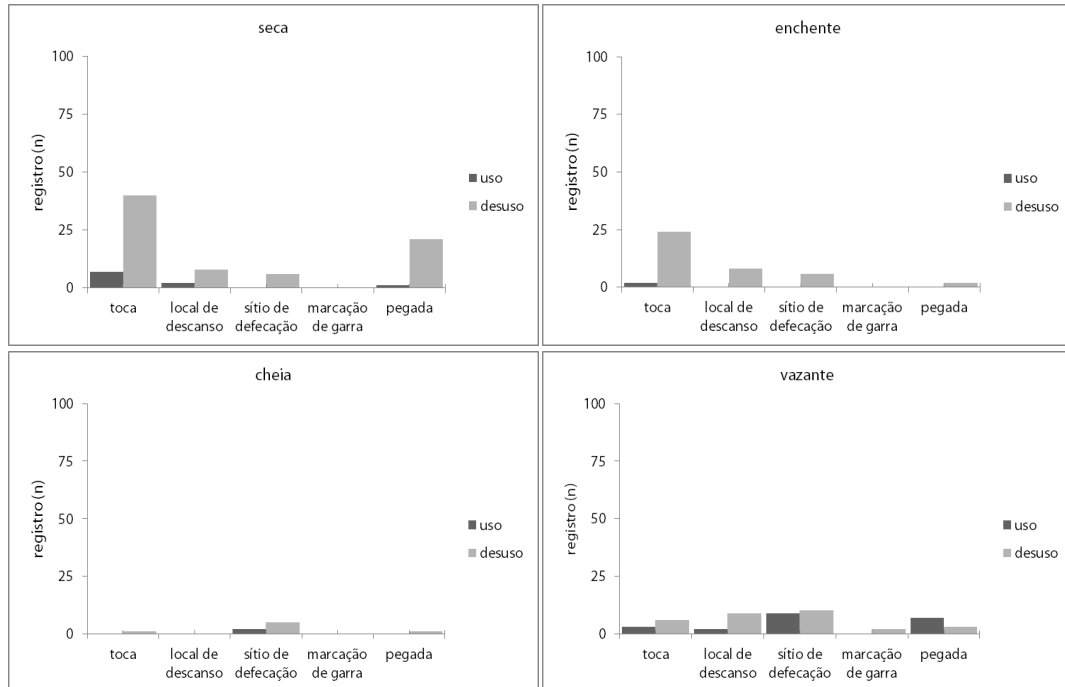 seca
100
75
50
25
0
registro (n)
uso
desuso
toca
local de
descanso
sítio de
defecação
marcação
de garra
pegada
enchente
100
75
50
25
0
registro (n)
uso
desuso
toca
local de
descanso
sítio de
defecação
marcação
de garra
pegada
cheia
100
75
50
25
0
registro (n)
uso
desuso
toca
local de
descanso
sítio de
defecação
marcação
de garra
pegada
vazante
100
75
50
25
0
registro (n)
uso
desuso
toca
local de
descanso
sítio de
defecação
marcação
de garra
pegada